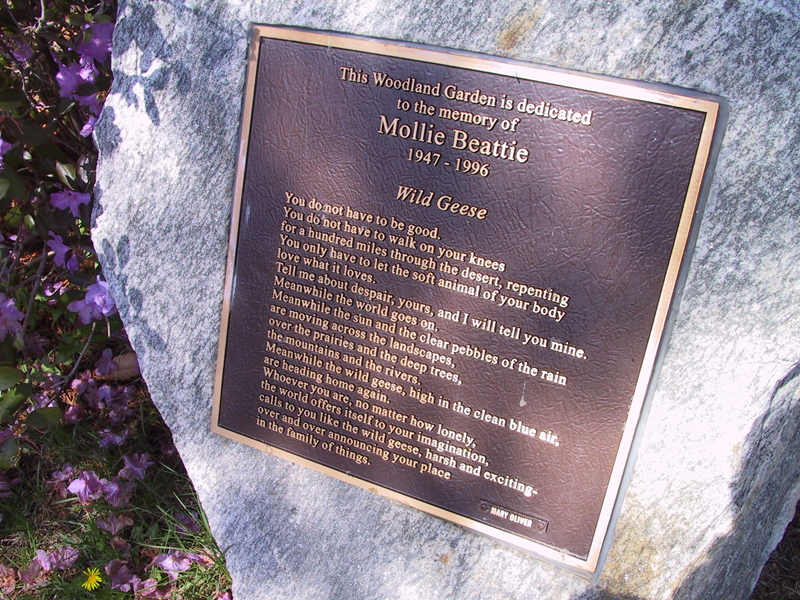 This Woodland Garden is dedicated
to the memory of
Mollie Beattie
1947 - 1996
Wild Geese
You do not have to be good.
You do not have to walk on your knees
for a hundred miles through the desert, repenting
You only have to let the soft animal of your body
love what it loves.
Tell me about despair, yours, and I will tell you mine.
Meanwhile the world goes on.
Meanwhile the sun and the clear pebbles of the rain
are moving across the landscapes,
over the prairies and the deep trees,
the mountains and the rivers.
Meanwhile the wild geese, high in the clean blue air,
are heading home again.
Whoever you are, no matter how lonely,
the world offers itself to your imagination,
calls to you like the wild geese, harsh and exciting-
over and over announcing your place
in the family of things.
MARY OLIVER